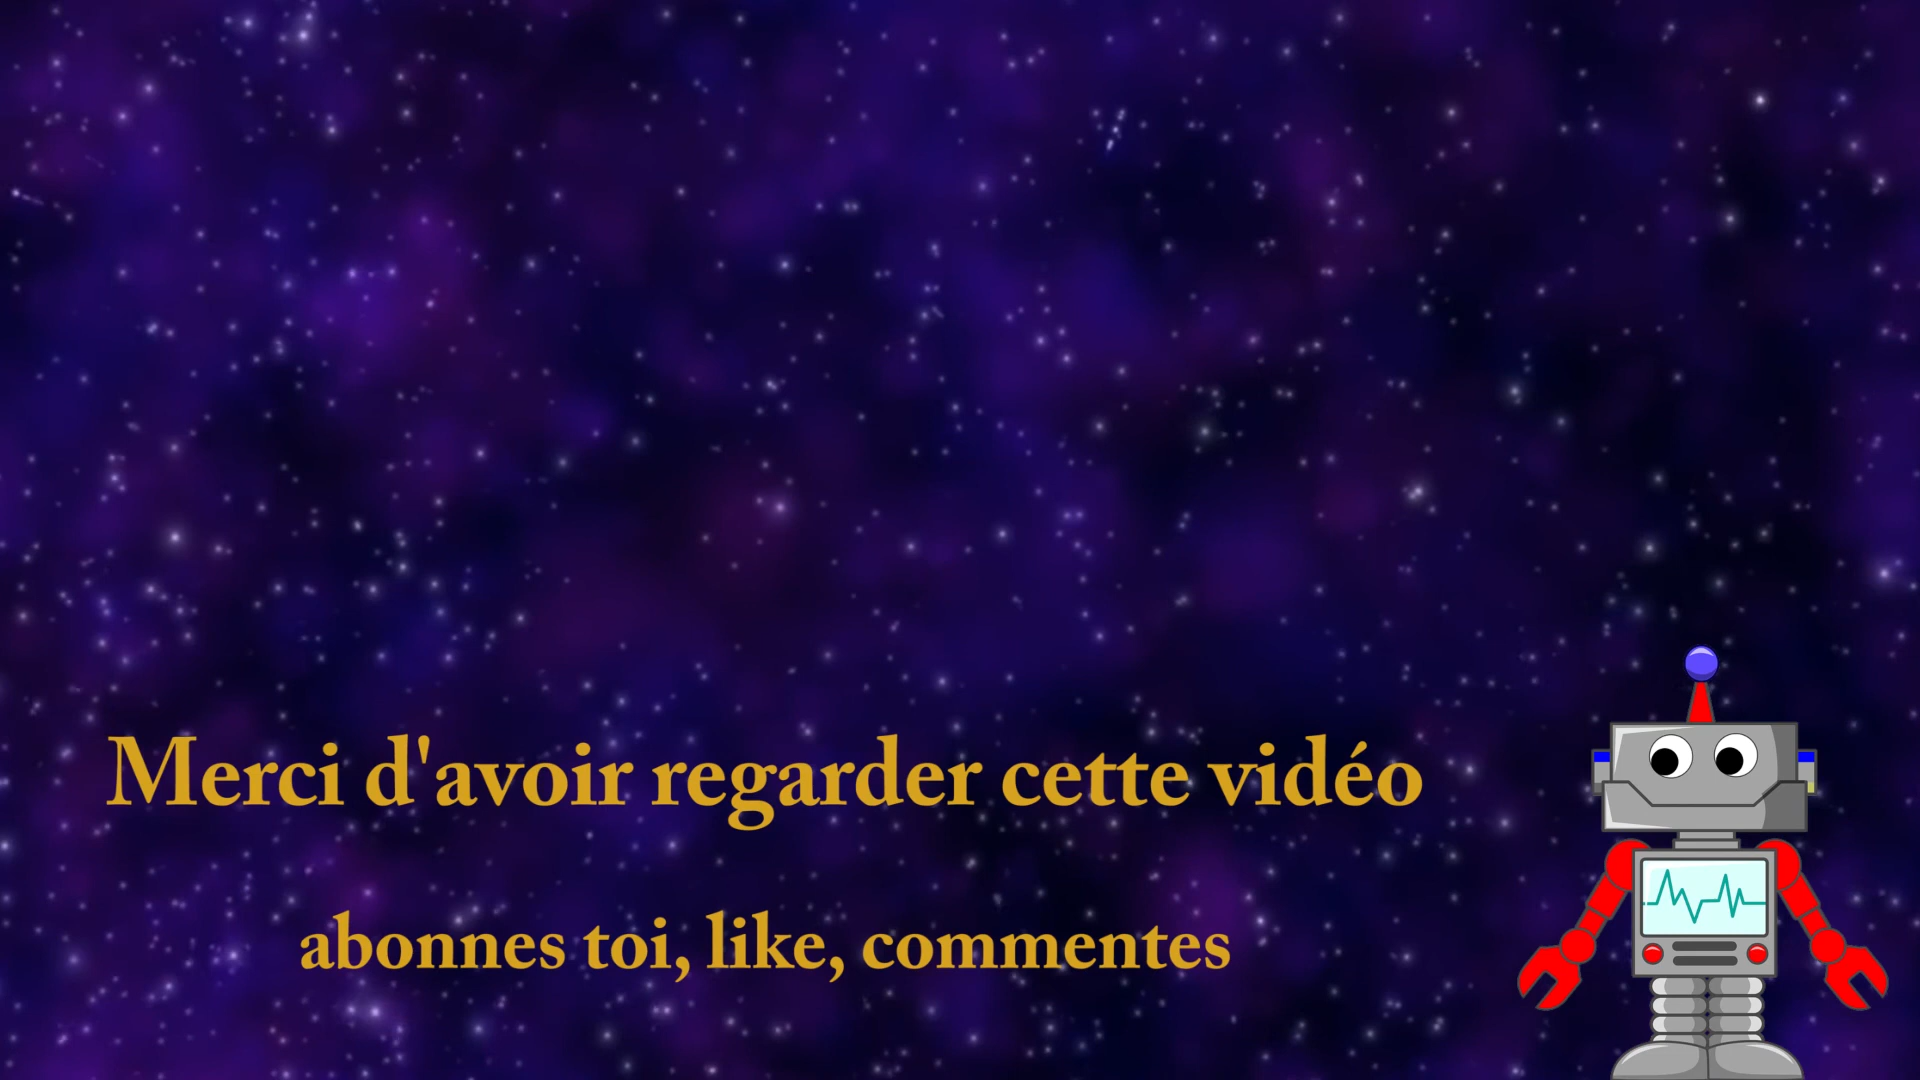 Merci d'avoir regarder cette vidéo
abonnes toi, like, commentes